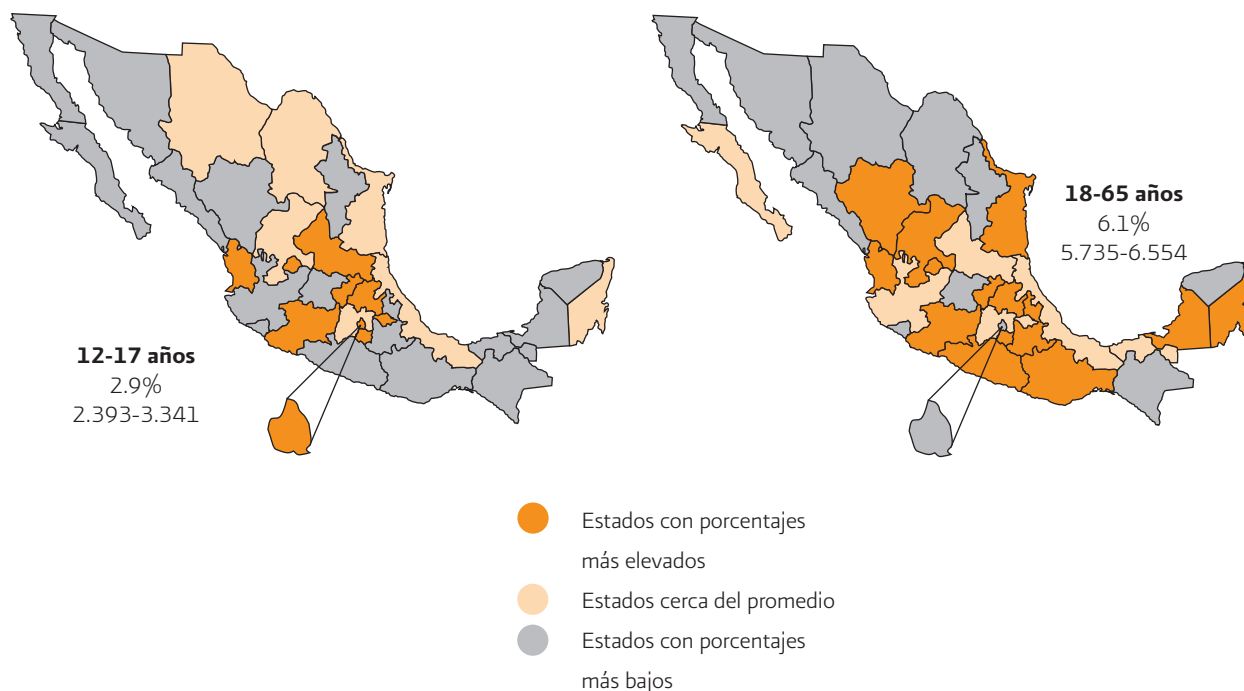 12-17 años
2.9%
2.393-3.341
18-65 años
6.1%
5.735-6.554
Estados con porcentajes
más elevados
Estados cerca del promedio
Estados con porcentajes
más bajos